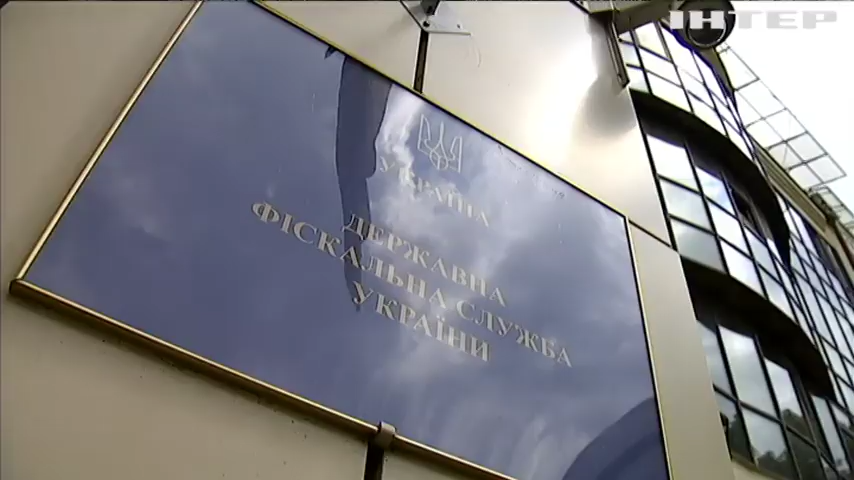 ІНТЕР
УКРАЇНА
ДЕРЖАВНА
ФІСКАЛЬНА СЛУЖБА
УКРАЇНИ